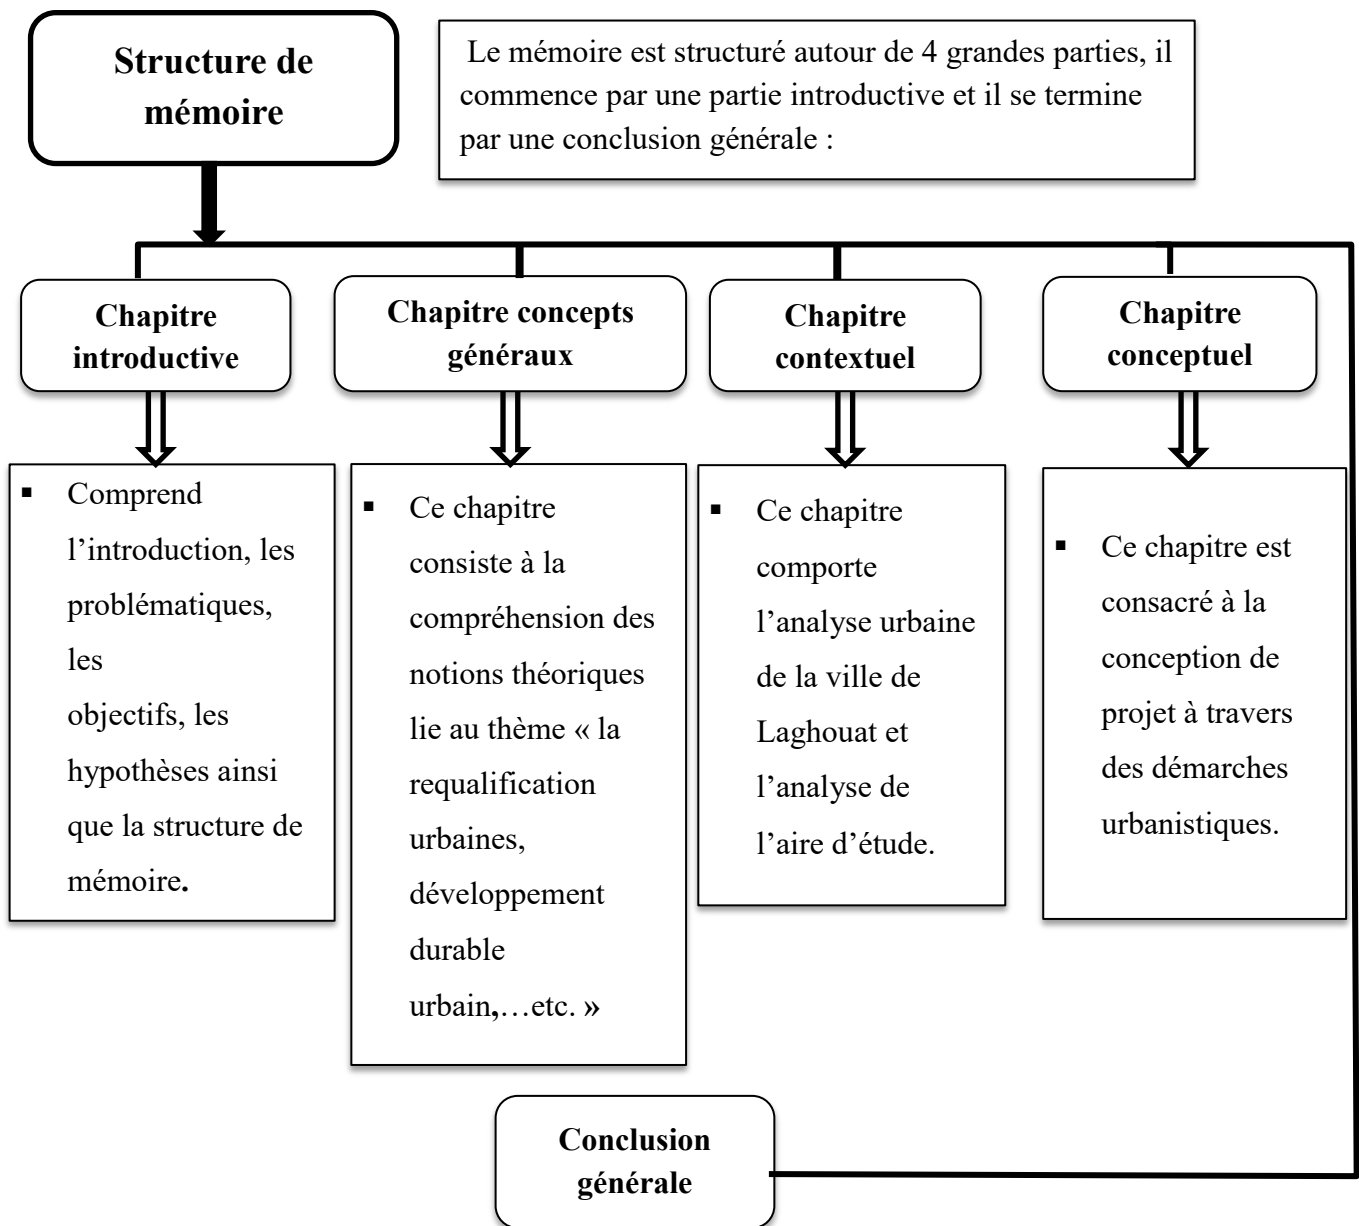 Structure de
mémoire
Le mémoire est structuré autour de 4 grandes parties, il
commence par une partie introductive et il se termine
par une conclusion générale :
Chapitre
introductive
Chapitre concepts
généraux
Chapitre
contextuel
Chapitre
conceptuel
▪ Comprend
l’introduction, les
problématiques,
les
objectifs, les
hypothèses ainsi
que la structure de
mémoire.
▪ Ce chapitre
consiste à la
compréhension des
notions théoriques
lie au thème « la
requalification
urbaines,
développement
durable
urbain,…etc. »
▪ Ce chapitre
comporte
l’analyse urbaine
de la ville de
Laghouat et
l’analyse de
l’aire d’étude.
▪ Ce chapitre est
consacré à la
conception de
projet à travers
des démarches
urbanistiques.
Conclusion
générale